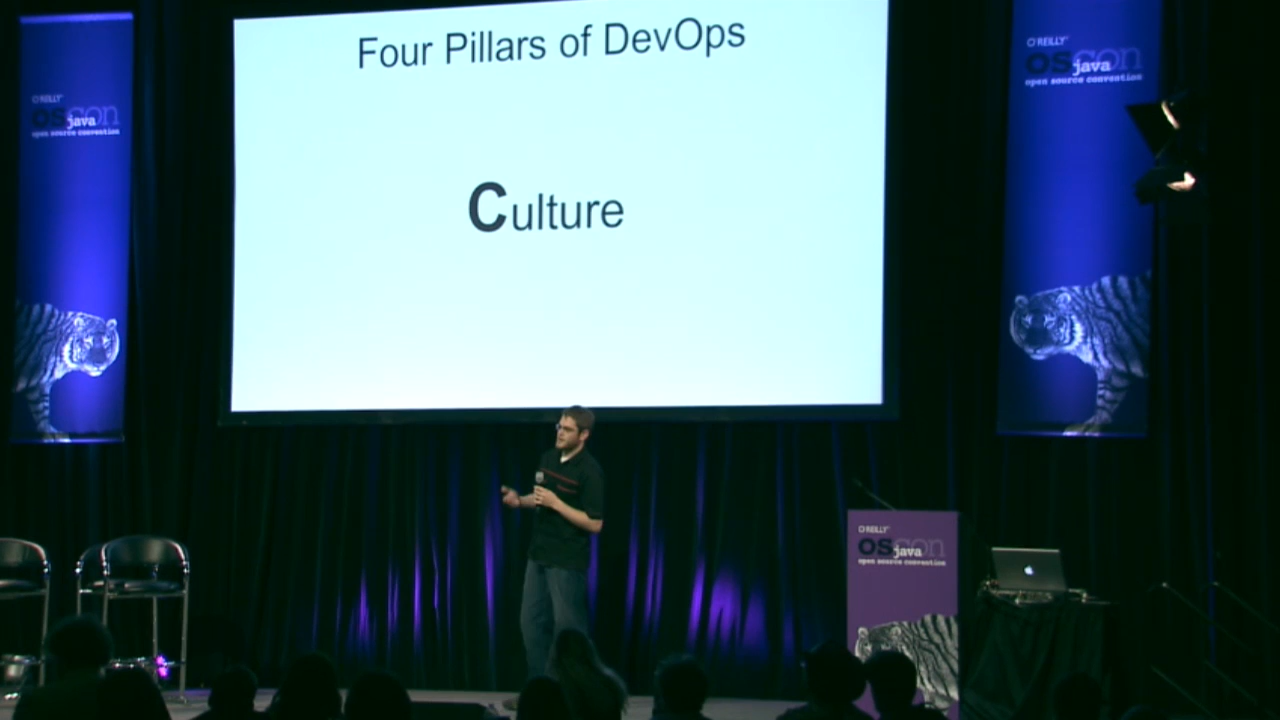 Four Pillars of DevOps
Culture
O'REILLY
oscon
java
open source convention
O'REILLY
oscon
java
open source convention
O'REILLY
oscon
java
open source convention